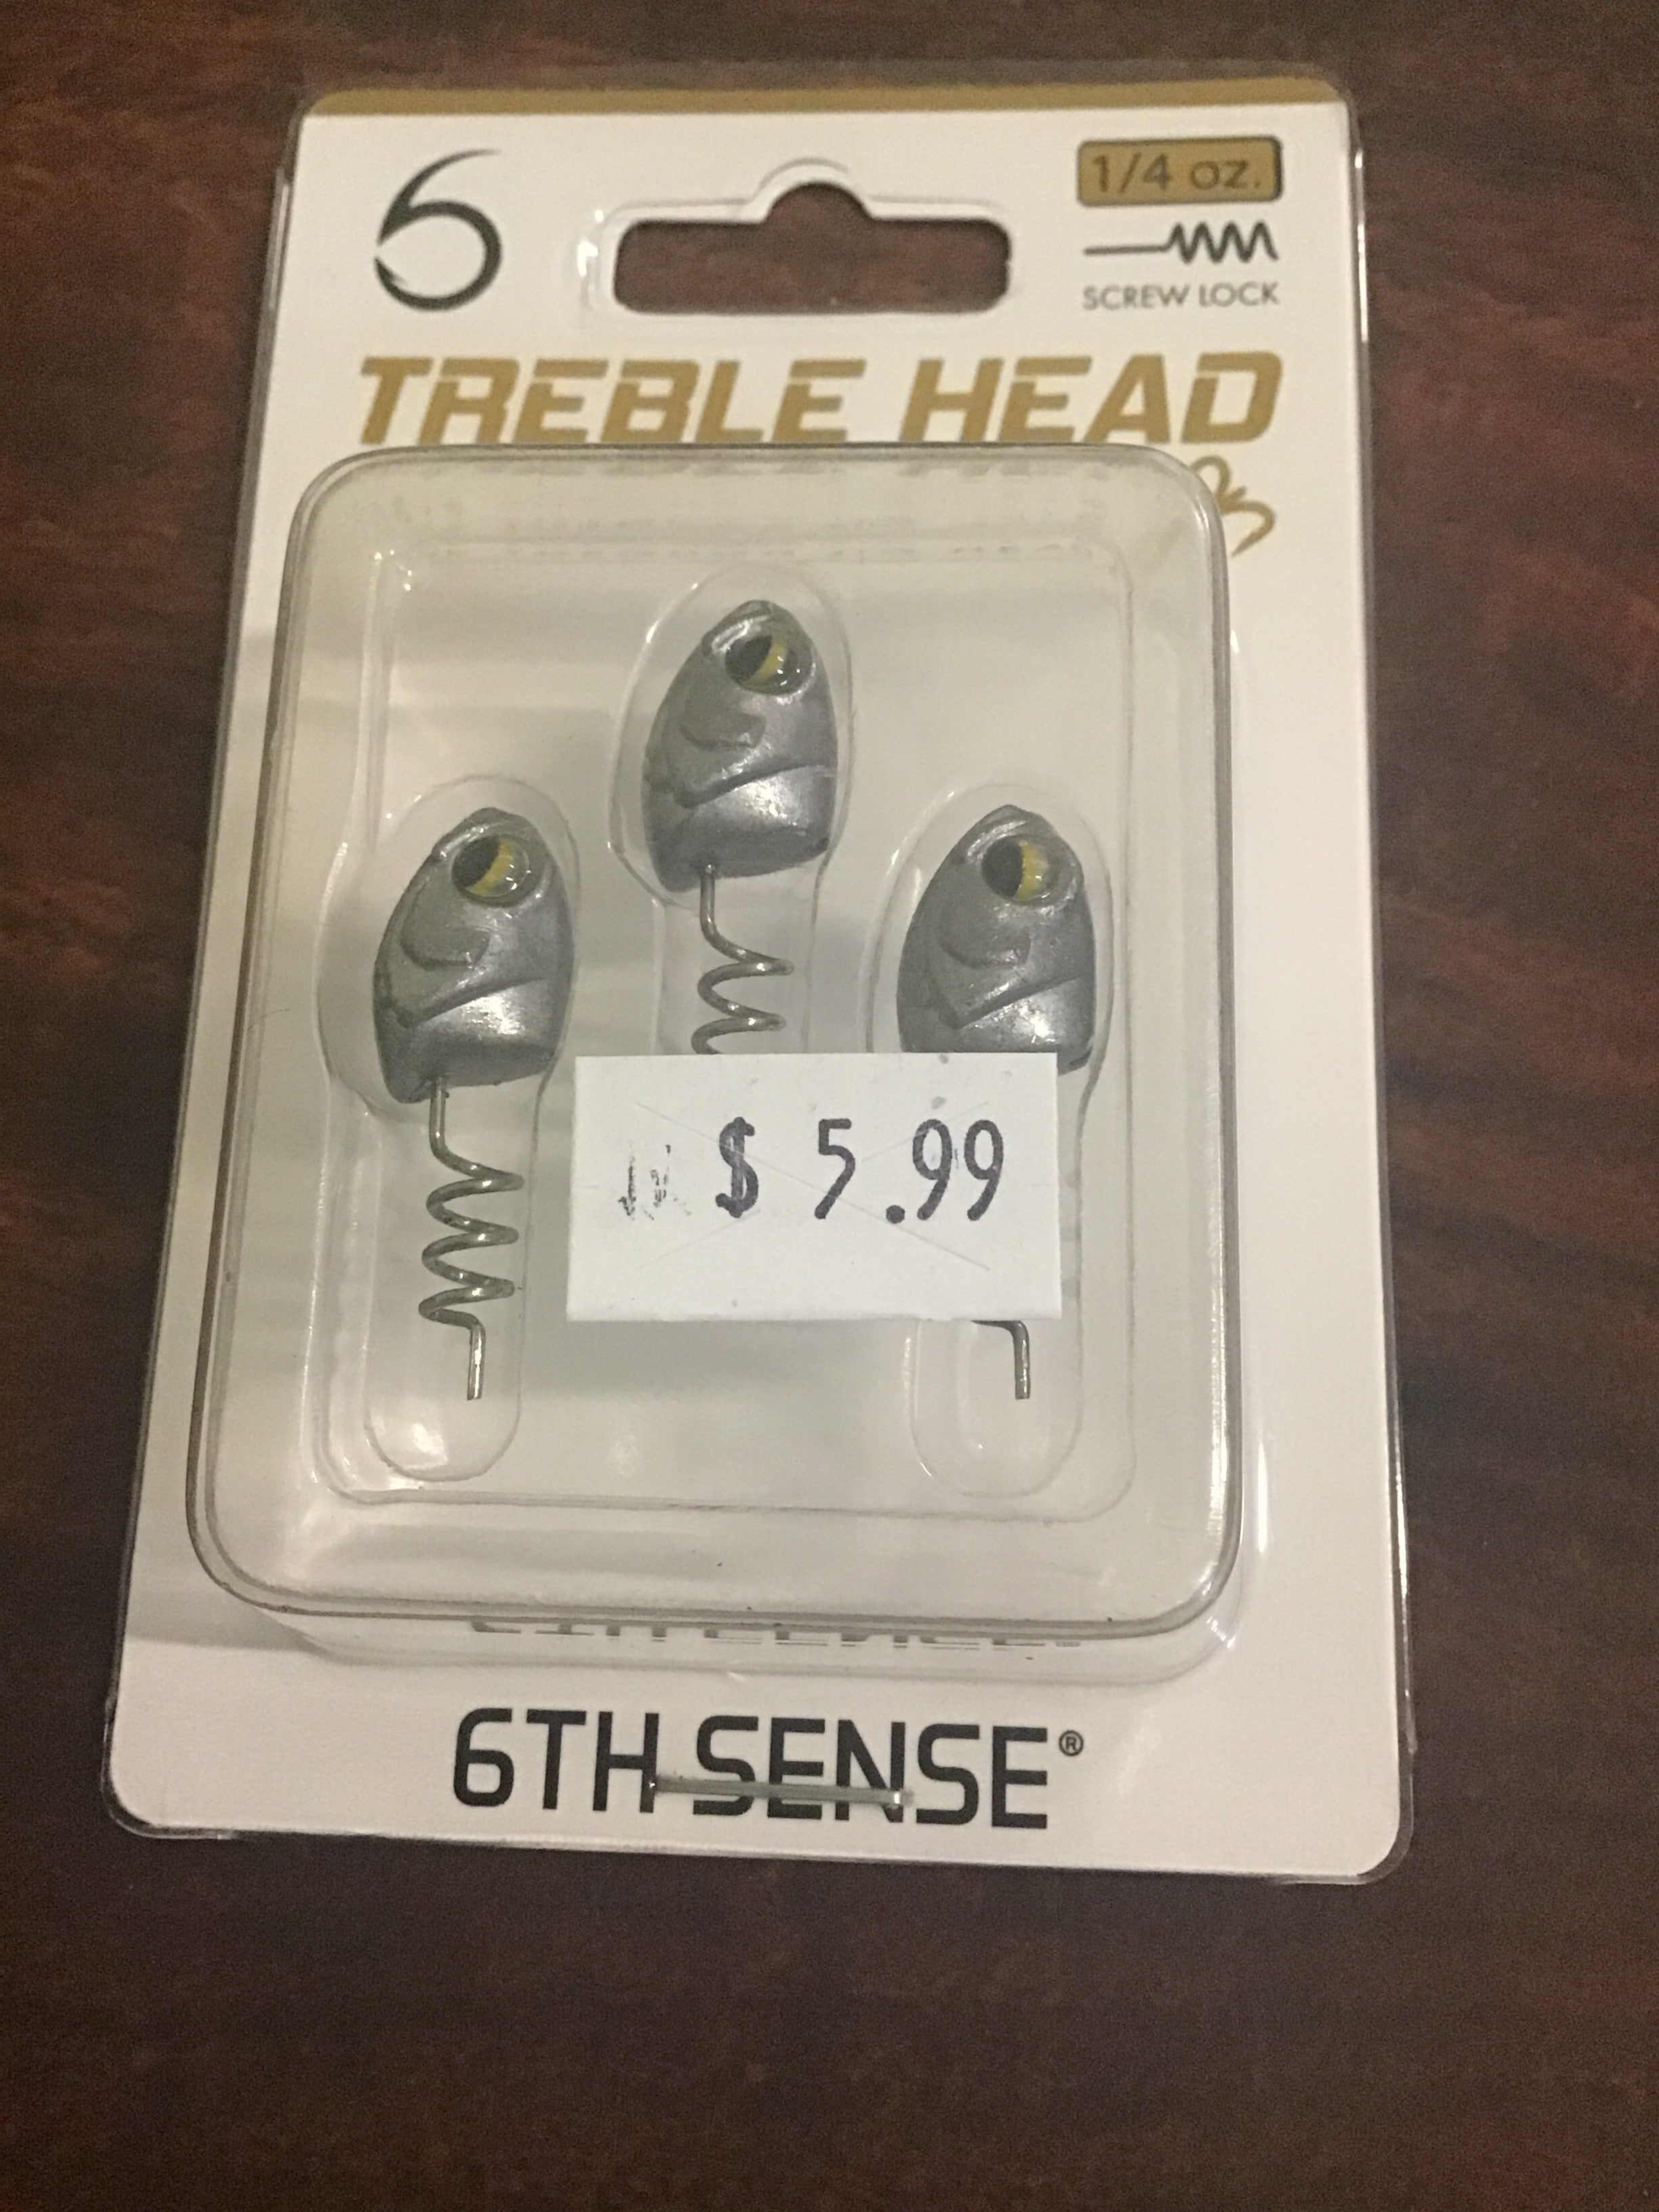 6
1/4 oz.
SCREW LOCK
TREBLE HEAD
$ 5.99
6TH SENSE®